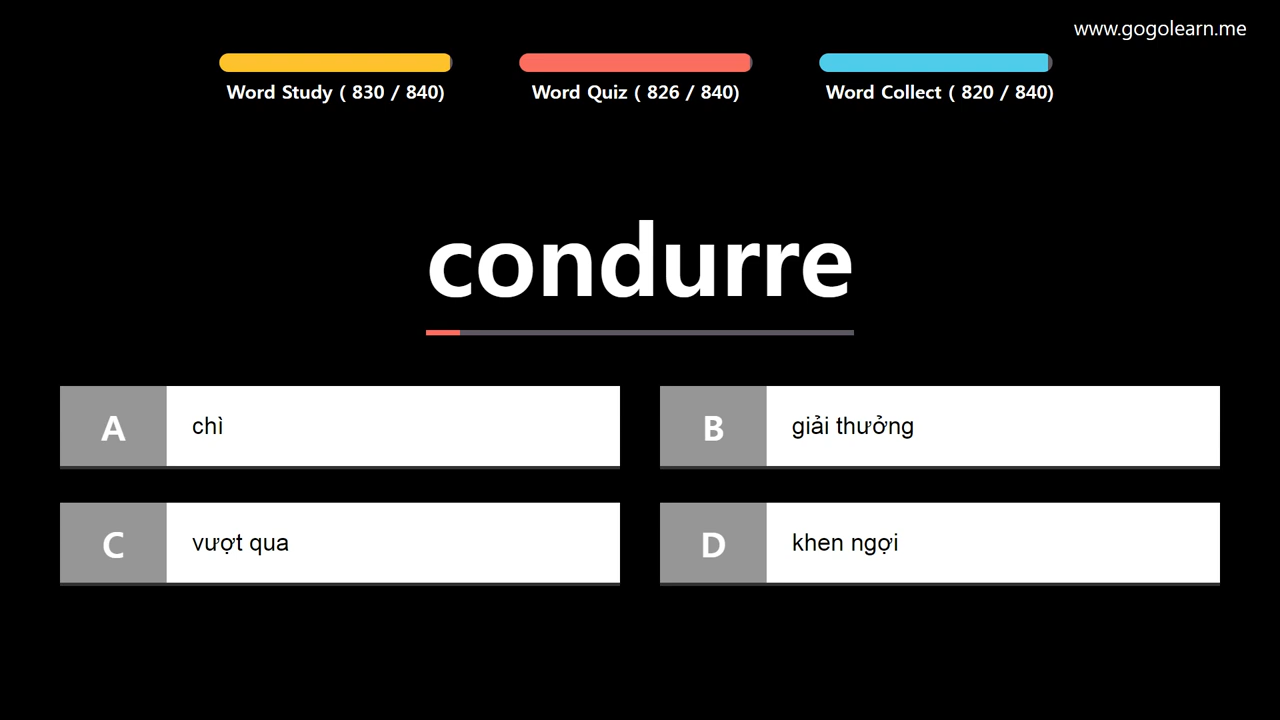 www.gogolearn.me
Word Study ( 830 / 840)
Word Quiz ( 826 / 840)
Word Collect ( 820 / 840)
condurre
A
chì
B
giải thưởng
C
vượt qua
D
khen ngợi